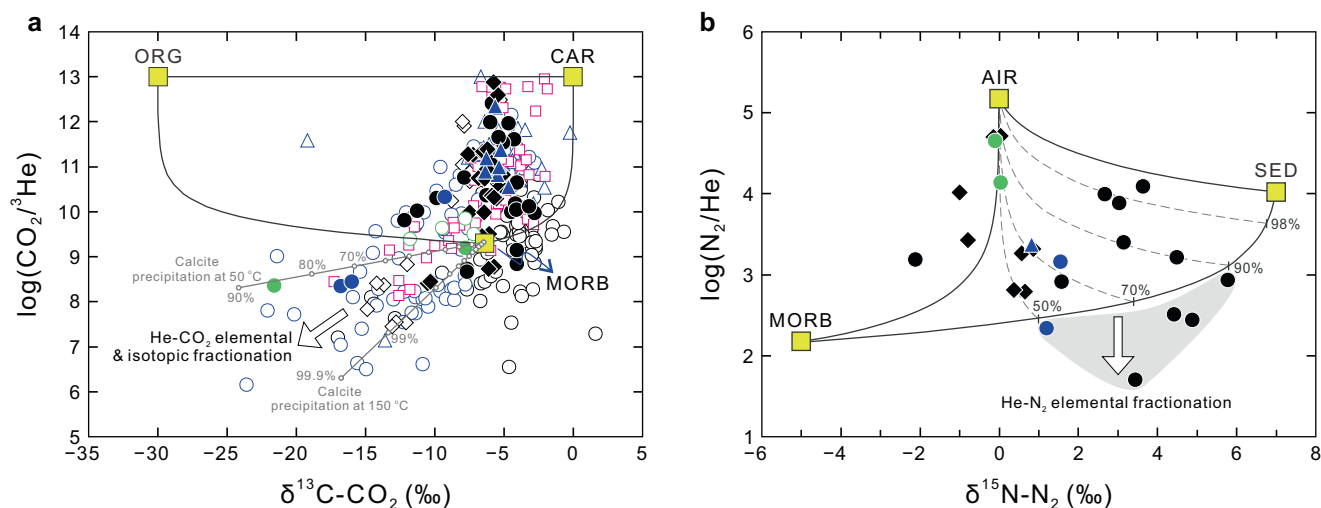 a
ORG
CAR
MORB
70%
80%
90%
Calcite
precipitation at 50 °C
He-CO₂ elemental
& isotopic fractionation
99%
99.9%
Calcite
precipitation at 150 °C
14
13
12
11
10
9
8
7
6
5
−35
−30
−25
−20
−15
−10
−5
0
5
log(CO₂/³He)
δ¹³C-CO₂ (‰)
b
AIR
SED
MORB
98%
90%
70%
50%
He-N₂ elemental fractionation
6
5
4
3
2
1
−6
−4
−2
0
2
4
6
8
log(N₂/He)
δ¹⁵N-N₂ (‰)